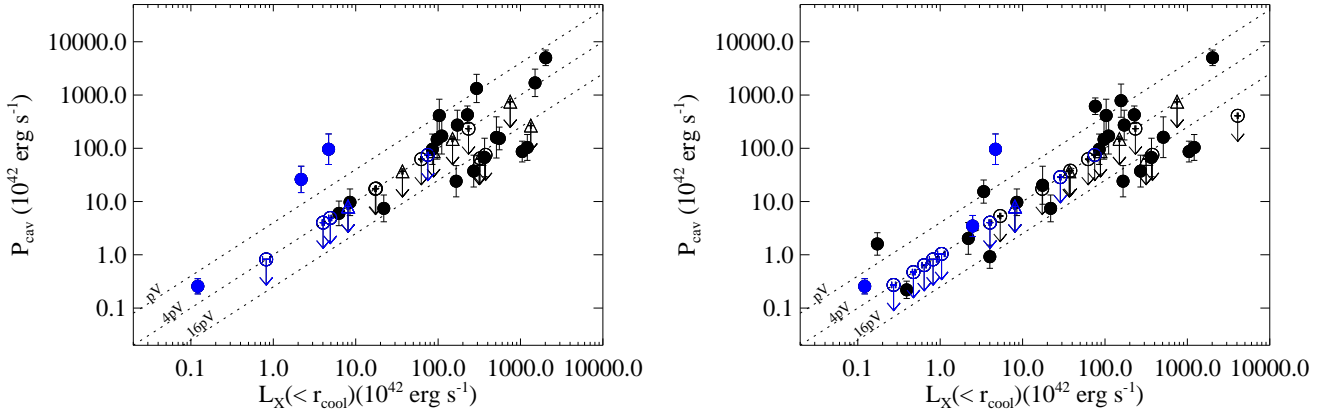 10000.0
1000.0
100.0
10.0
1.0
0.1
P_cav (10^42 erg s^-1)
pV
4pV
16pV
0.1 1.0 10.0 100.0 1000.0 10000.0
L_X(< r_cool)(10^42 erg s^-1)
10000.0
1000.0
100.0
10.0
1.0
0.1
P_cav (10^42 erg s^-1)
pV
4pV
16pV
0.1 1.0 10.0 100.0 1000.0 10000.0
L_X(< r_cool)(10^42 erg s^-1)